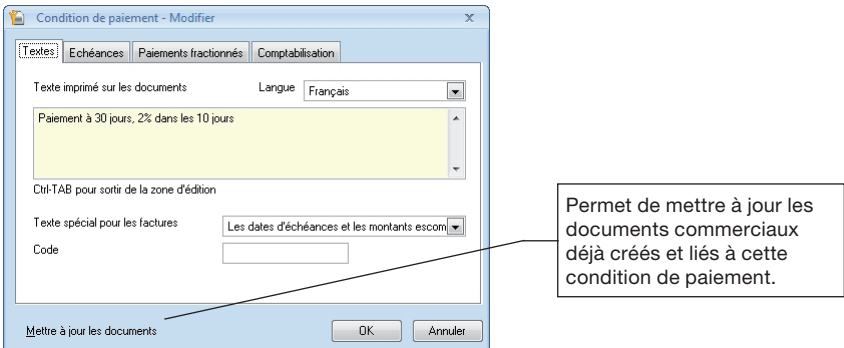 Condition de paiement - Modifier
Textes Echéances Paiements fractionnés Comptabilisation
Texte imprimé sur les documents Langue Français
Paiement à 30 jours, 2% dans les 10 jours
Ctrl-TAB pour sortir de la zone d'édition
Texte spécial pour les factures Les dates d'échéances et les montants escom
Code
Mettre à jour les documents OK Annuler
Permet de mettre à jour les
documents commerciaux
déjà créés et liés à cette
condition de paiement.